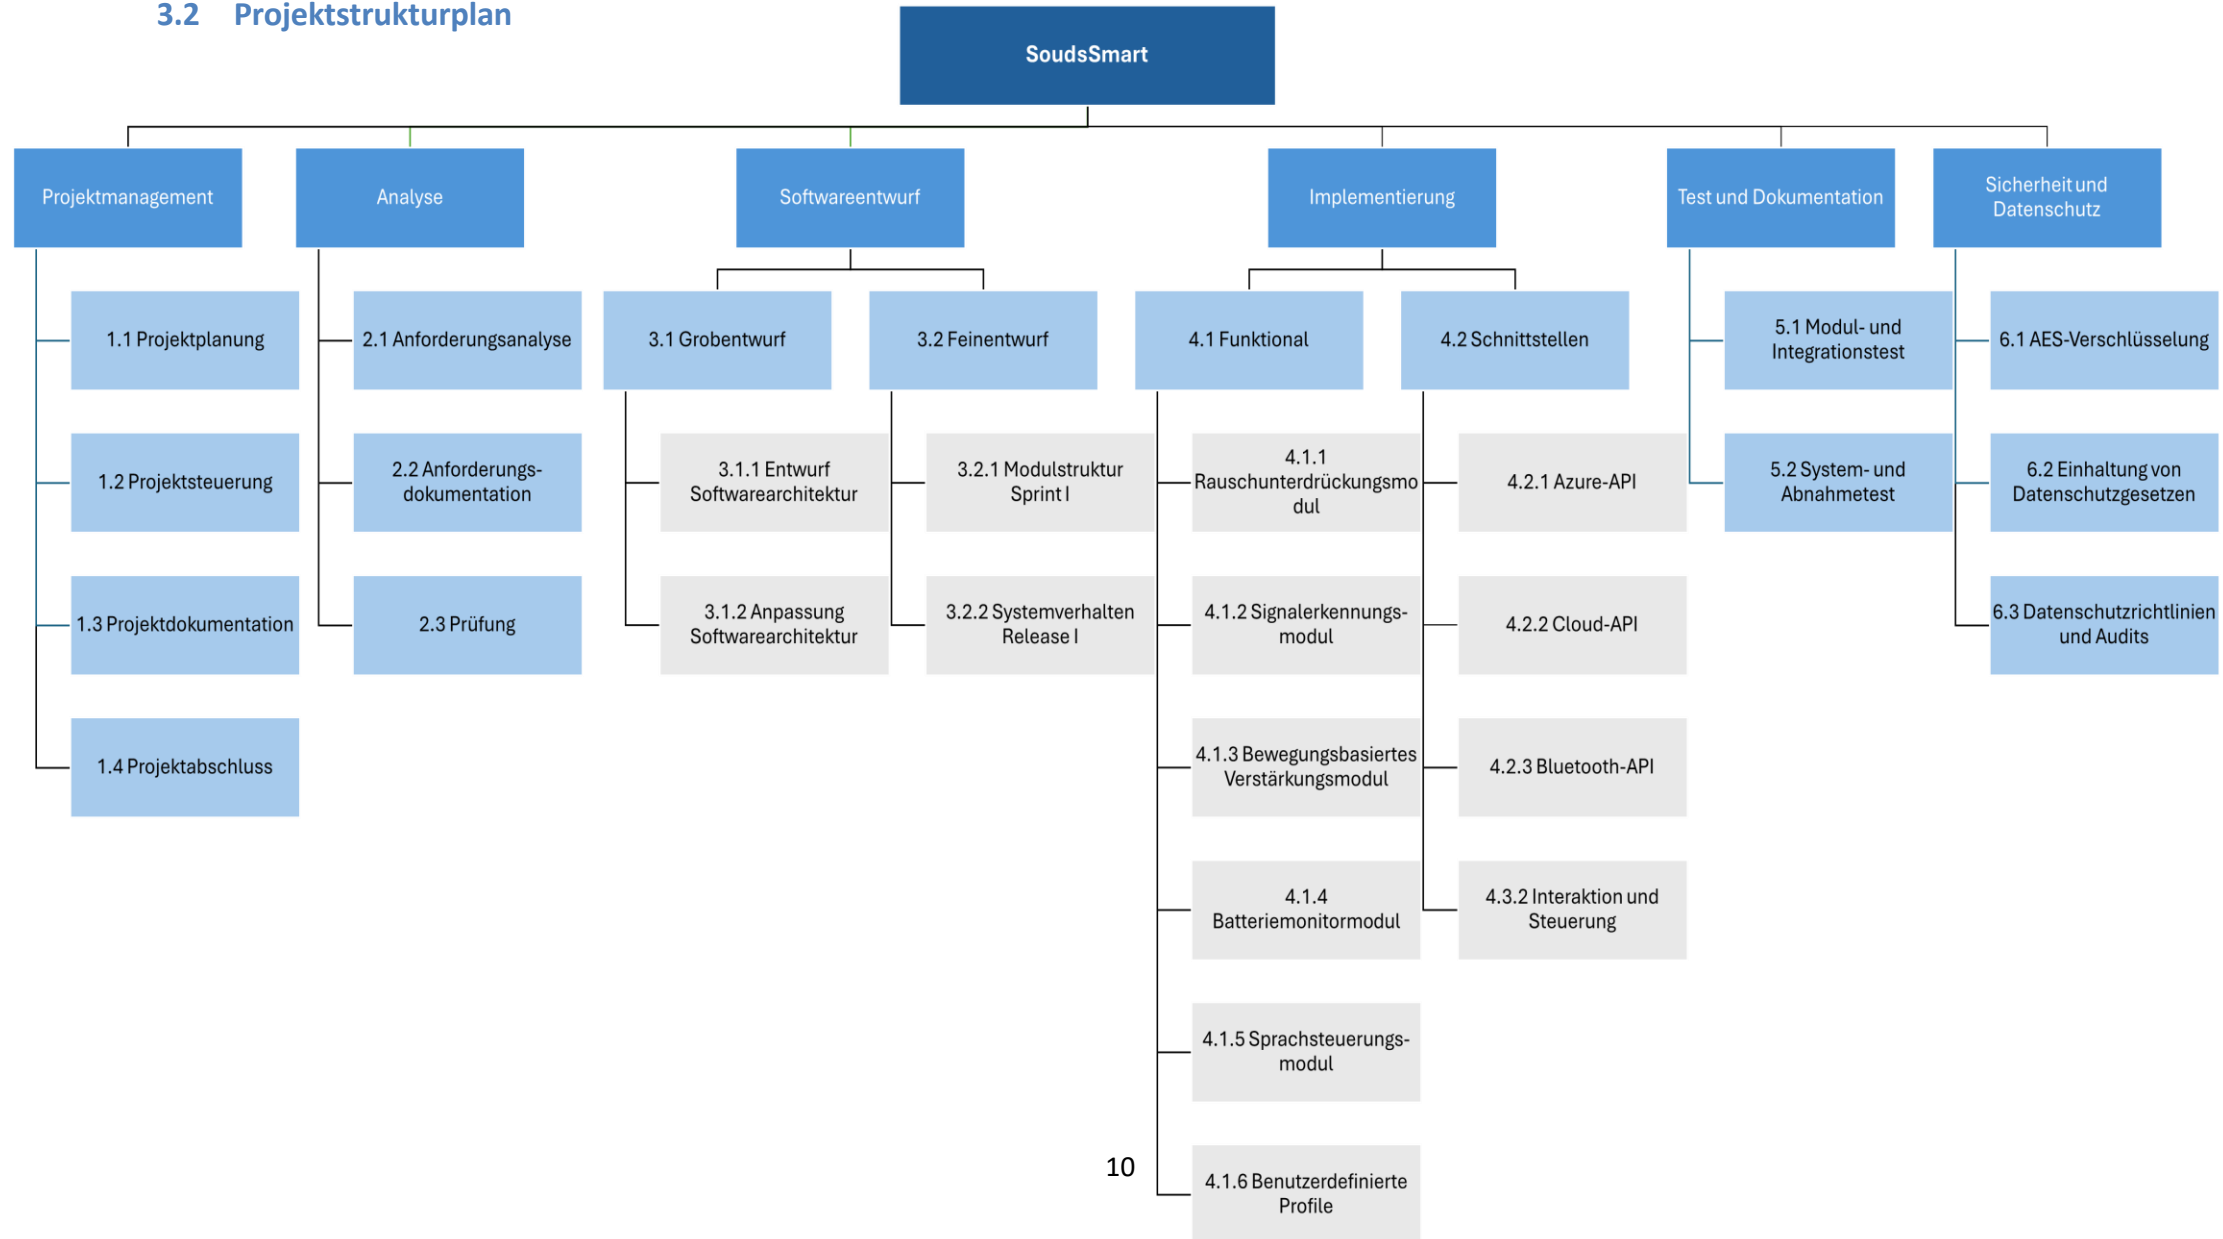 3.2 Projektstrukturplan
SoudsSmart
Projektmanagement
1.1 Projektplanung
1.2 Projektsteuerung
1.3 Projektdokumentation
1.4 Projektabschluss
Analyse
2.1 Anforderungsanalyse
2.2 Anforderungs-
dokumentation
2.3 Prüfung
Softwareentwurf
3.1 Grobentwurf
3.1.1 Entwurf
Softwarearchitektur
3.1.2 Anpassung
Softwarearchitektur
3.2 Feinentwurf
3.2.1 Modulstruktur
Sprint I
3.2.2 Systemverhalten
Release I
Implementierung
4.1 Funktional
4.1.1
Rauschunterdrückungsmo
dul
4.1.2 Signalerkennungs-
modul
4.1.3 Bewegungsbasiertes
Verstärkungsmodul
4.1.4
Batteriemonitormodul
4.1.5 Sprachsteuerungs-
modul
4.1.6 Benutzerdefinierte
Profile
4.2 Schnittstellen
4.2.1 Azure-API
4.2.2 Cloud-API
4.2.3 Bluetooth-API
4.3.2 Interaktion und
Steuerung
Test und Dokumentation
5.1 Modul- und
Integrationstest
5.2 System- und
Abnahmetest
Sicherheit und
Datenschutz
6.1 AES-Verschlüsselung
6.2 Einhaltung von
Datenschutzgesetzen
6.3 Datenschutzrichtlinien
und Audits
10